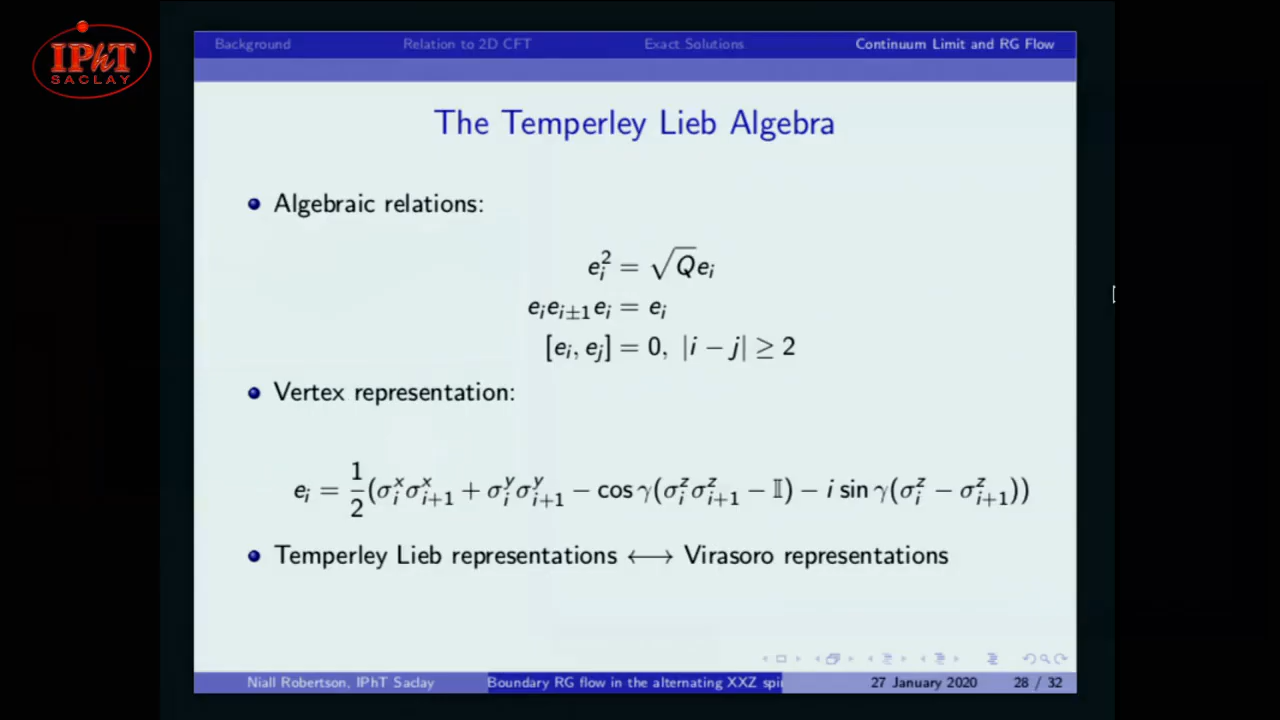 IPhT
SACLAY
Background Relation to 2D CFT Exact Solutions Continuum Limit and RG Flow
The Temperley Lieb Algebra
Algebraic relations:
e_i^2 = √Q e_i
e_i e_{i±1} e_i = e_i
[e_i, e_j] = 0, |i − j| ≥ 2
Vertex representation:
e_i = 1/2 (σ_i^x σ_{i+1}^x + σ_i^y σ_{i+1}^y − cos γ(σ_i^z σ_{i+1}^z − 𝕀) − i sin γ(σ_i^z − σ_{i+1}^z))
Temperley Lieb representations ⟷ Virasoro representations
Niall Robertson, IPhT Saclay Boundary RG flow in the alternating XXZ spi 27 January 2020 28 / 32